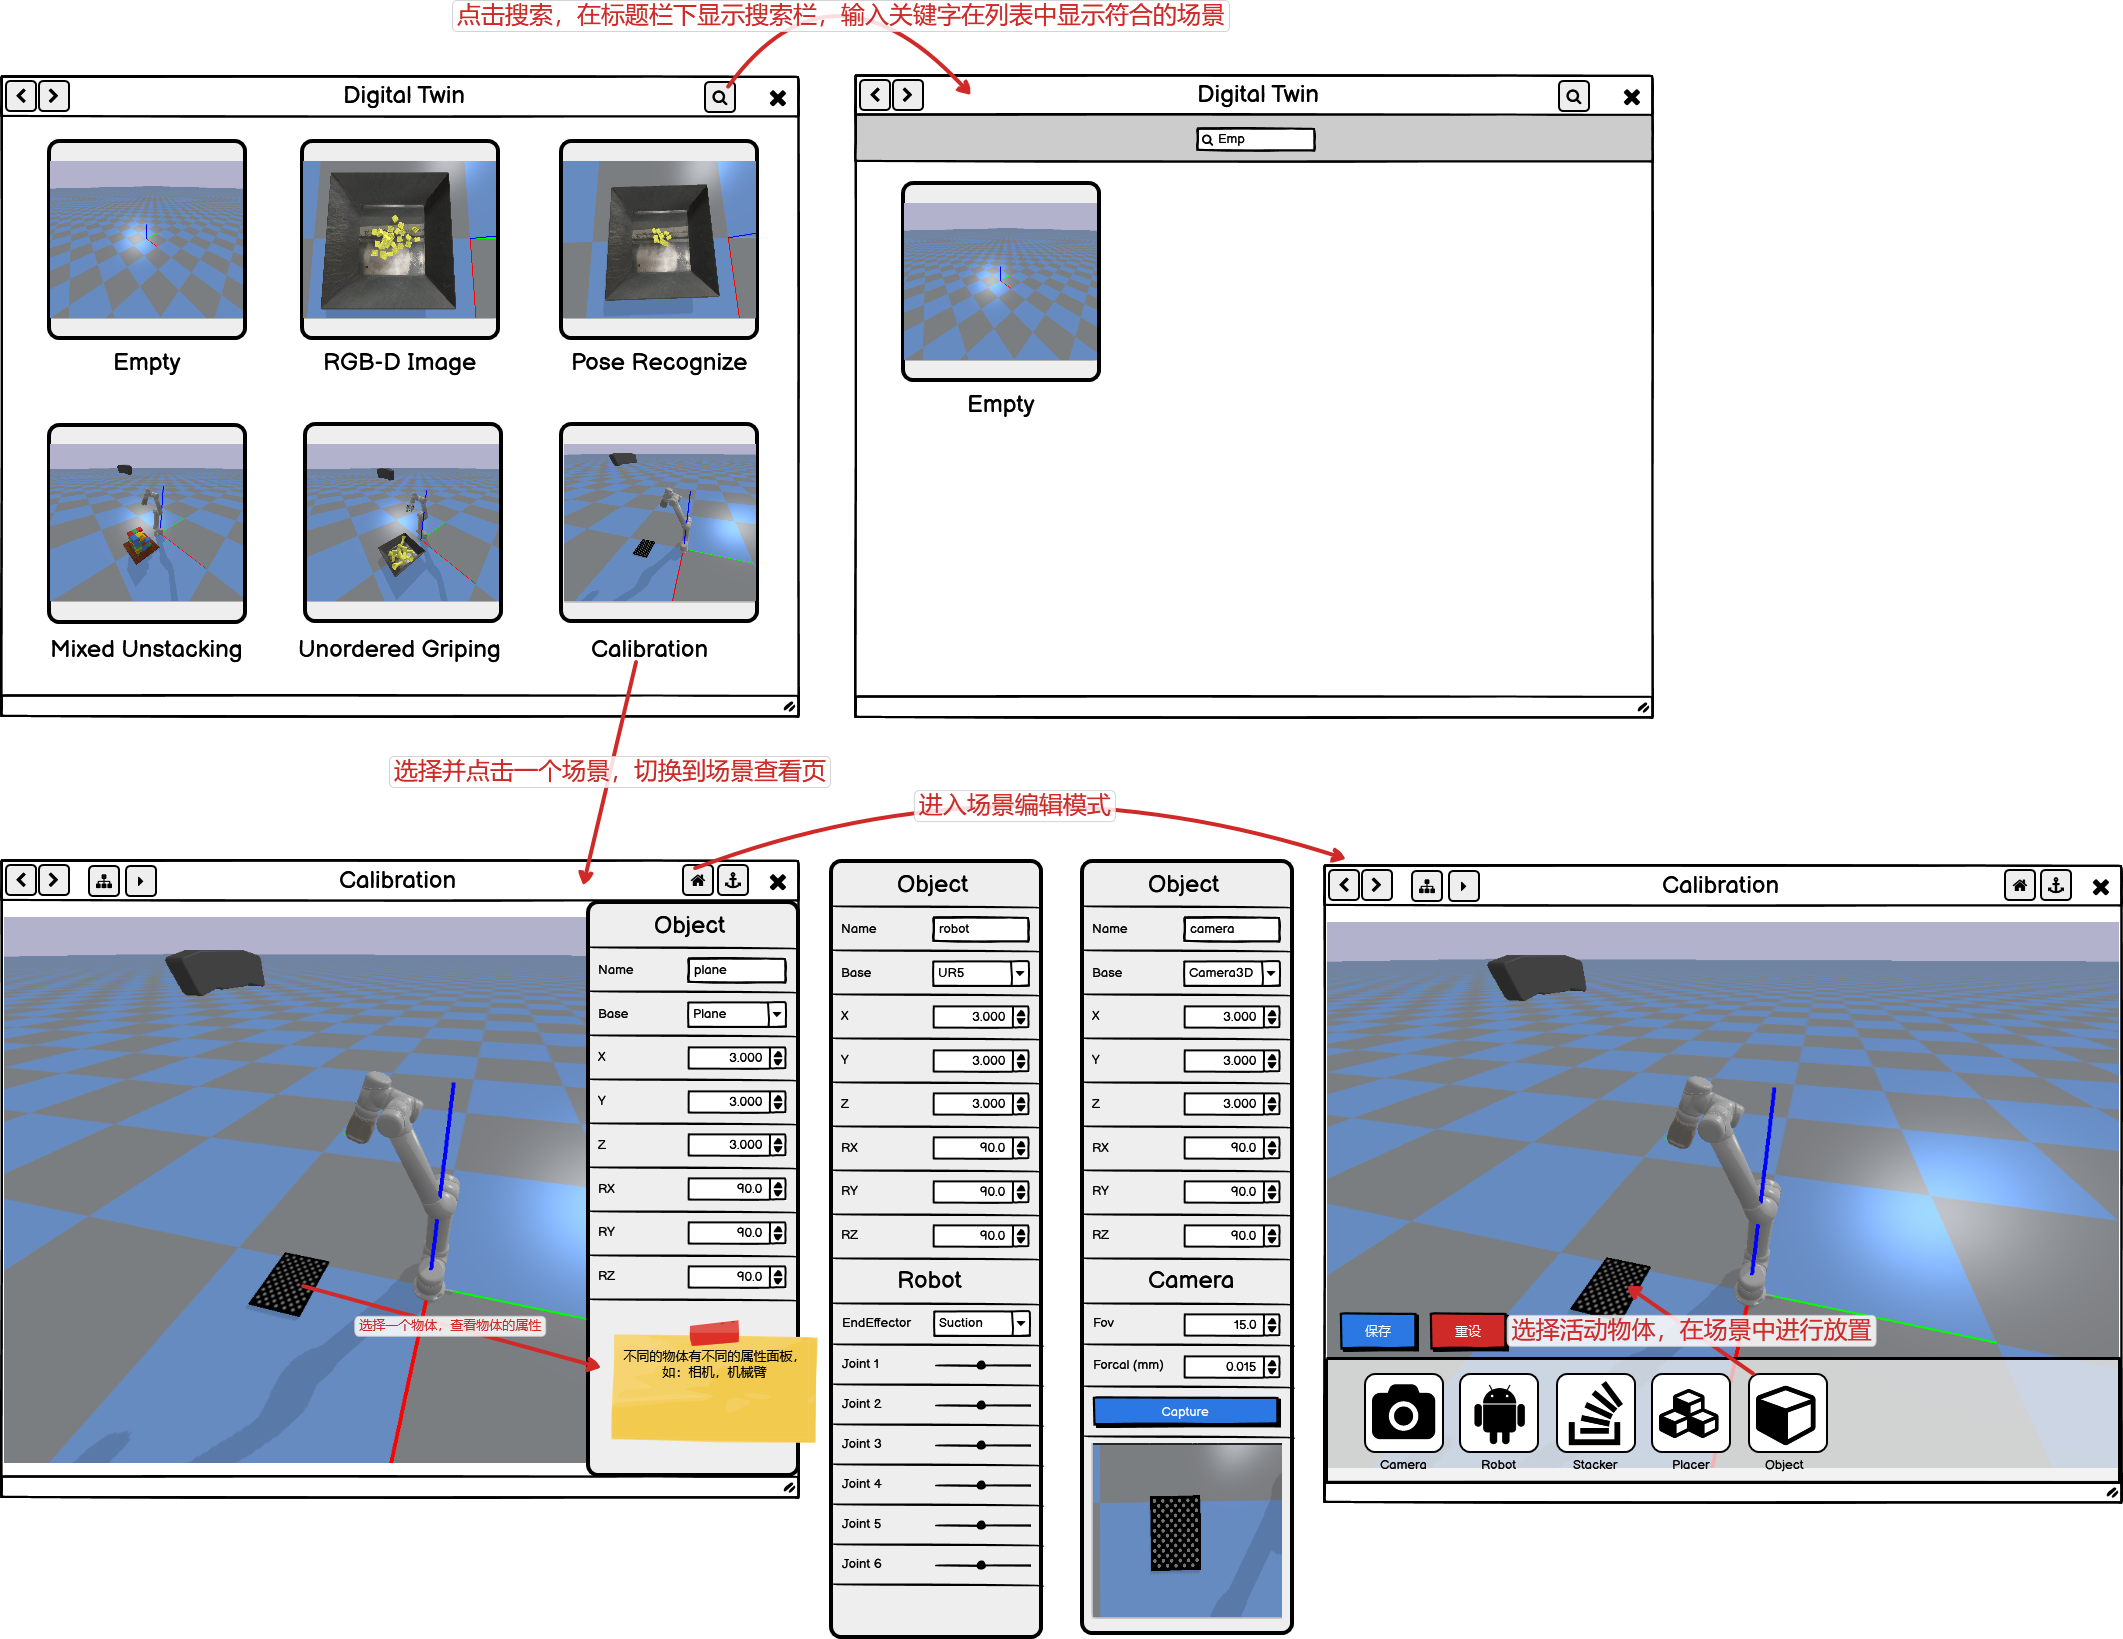 点击搜索，在标题栏下显示搜索栏，输入关键字在列表中显示符合的场景
Digital Twin
Empty
RGB-D Image
Pose Recognize
Mixed Unstacking
Unordered Griping
Calibration
Digital Twin
Emp
Empty
选择并点击一个场景，切换到场景查看页
进入场景编辑模式
Calibration
Object
Name plane
Base Plane
X 3.000
Y 3.000
Z 3.000
RX 90.0
RY 90.0
RZ 90.0
选择一个物体，查看物体的属性
不同的物体有不同的属性面板，
如：相机，机械臂
Object
Name robot
Base UR5
X 3.000
Y 3.000
Z 3.000
RX 90.0
RY 90.0
RZ 90.0
Robot
EndEffector Suction
Joint 1
Joint 2
Joint 3
Joint 4
Joint 5
Joint 6
Object
Name camera
Base Camera3D
X 3.000
Y 3.000
Z 3.000
RX 90.0
RY 90.0
RZ 90.0
Camera
Fov 15.0
Forcal (mm) 0.015
Capture
Calibration
保存 重设 选择活动物体，在场景中进行放置
Camera Robot Stacker Placer Object